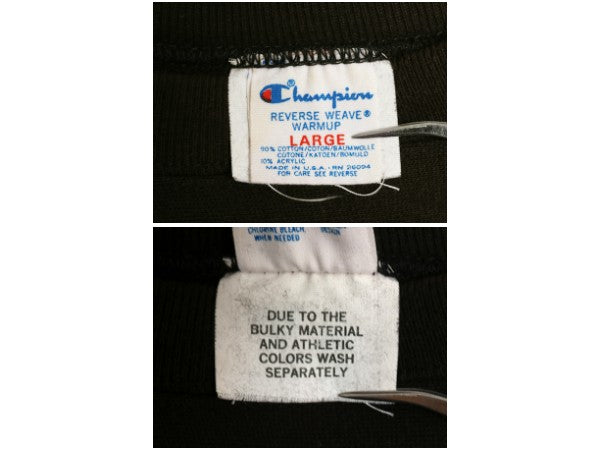 Champion®
REVERSE WEAVE®
WARMUP
LARGE
90% COTTON/COTON/BAUMWOLLE
COTONE/KATOEN/BOMULD
10% ACRYLIC
MADE IN U.S.A.-RN 26094
FOR CARE SEE REVERSE
CHLORINE BLEACH,
WHEN NEEDED
DUE TO THE
BULKY MATERIAL
AND ATHLETIC
COLORS WASH
SEPARATELY